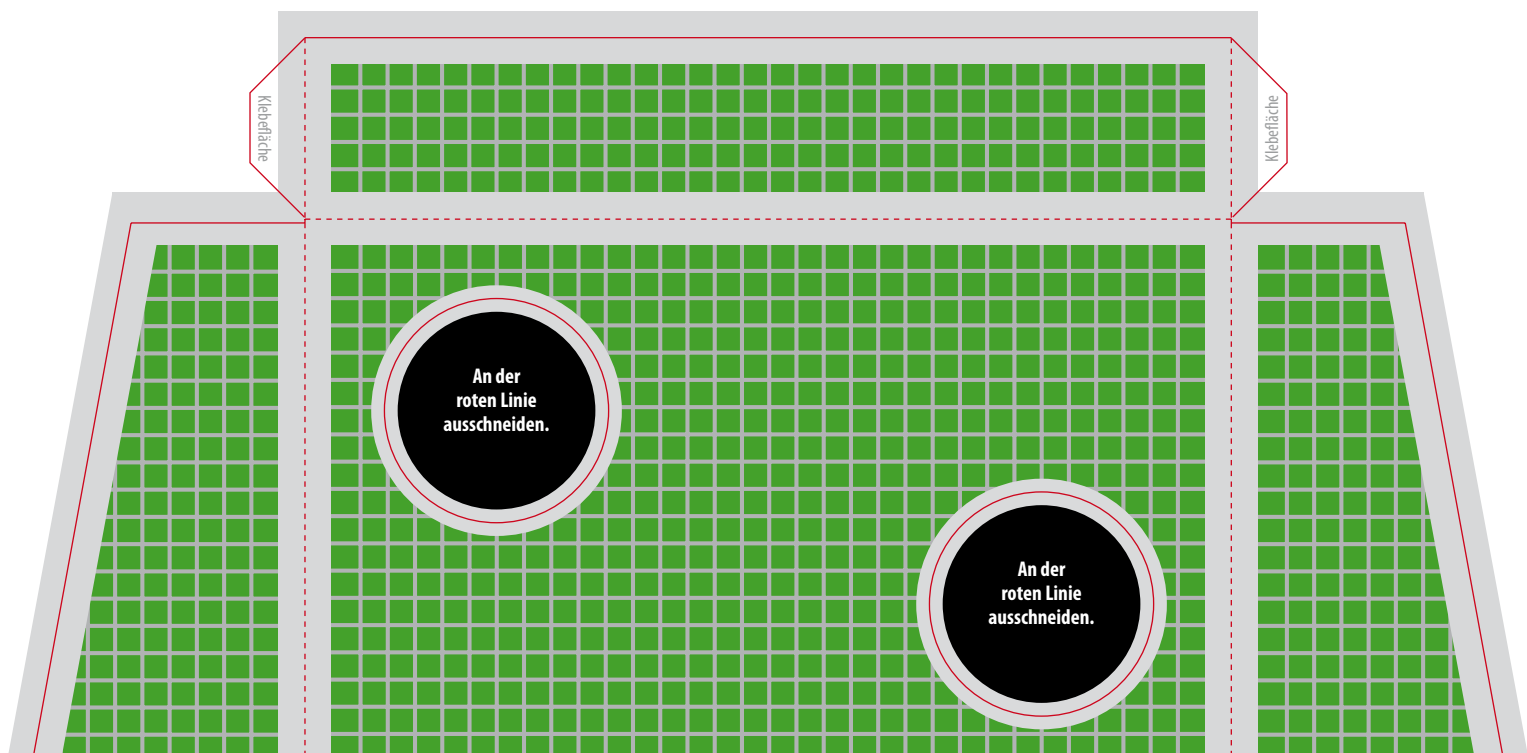 Klebefläche
Klebefläche
An der
roten Linie
ausschneiden.
An der
roten Linie
ausschneiden.